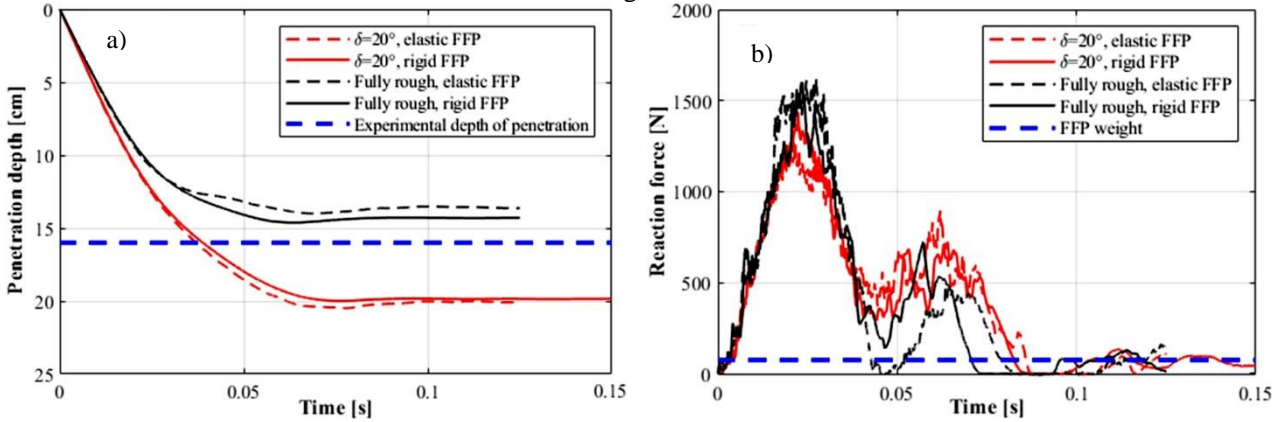 0
5
10
15
20
25
Penetration depth [cm]
a)
δ=20°, elastic FFP
δ=20°, rigid FFP
Fully rough, elastic FFP
Fully rough, rigid FFP
Experimental depth of penetration
0
0.05
0.1
0.15
Time [s]
2000
1500
1000
500
0
Reaction force [N]
b)
δ=20°, elastic FFP
δ=20°, rigid FFP
Fully rough, elastic FFP
Fully rough, rigid FFP
FFP weight
0
0.05
0.1
0.15
Time [s]